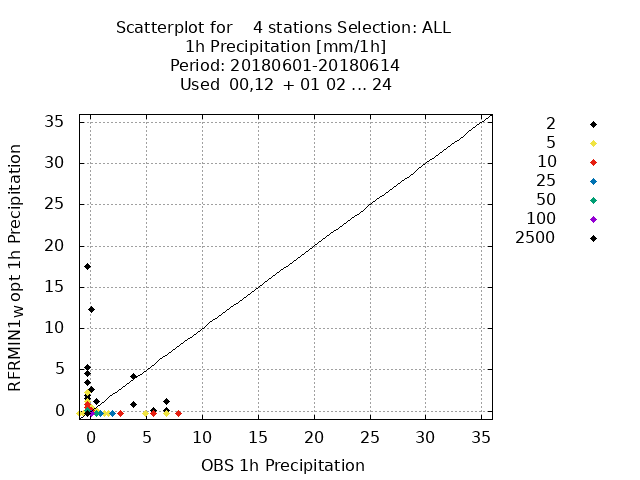 Scatterplot for    4 stations Selection: ALL
1h Precipitation [mm/1h]
Period: 20180601-20180614
Used  00,12  + 01 02 ... 24
2
5
10
25
50
100
2500
RFRMIN1wopt 1h Precipitation
35
30
25
20
15
10
5
0
0 5 10 15 20 25 30 35
OBS 1h Precipitation